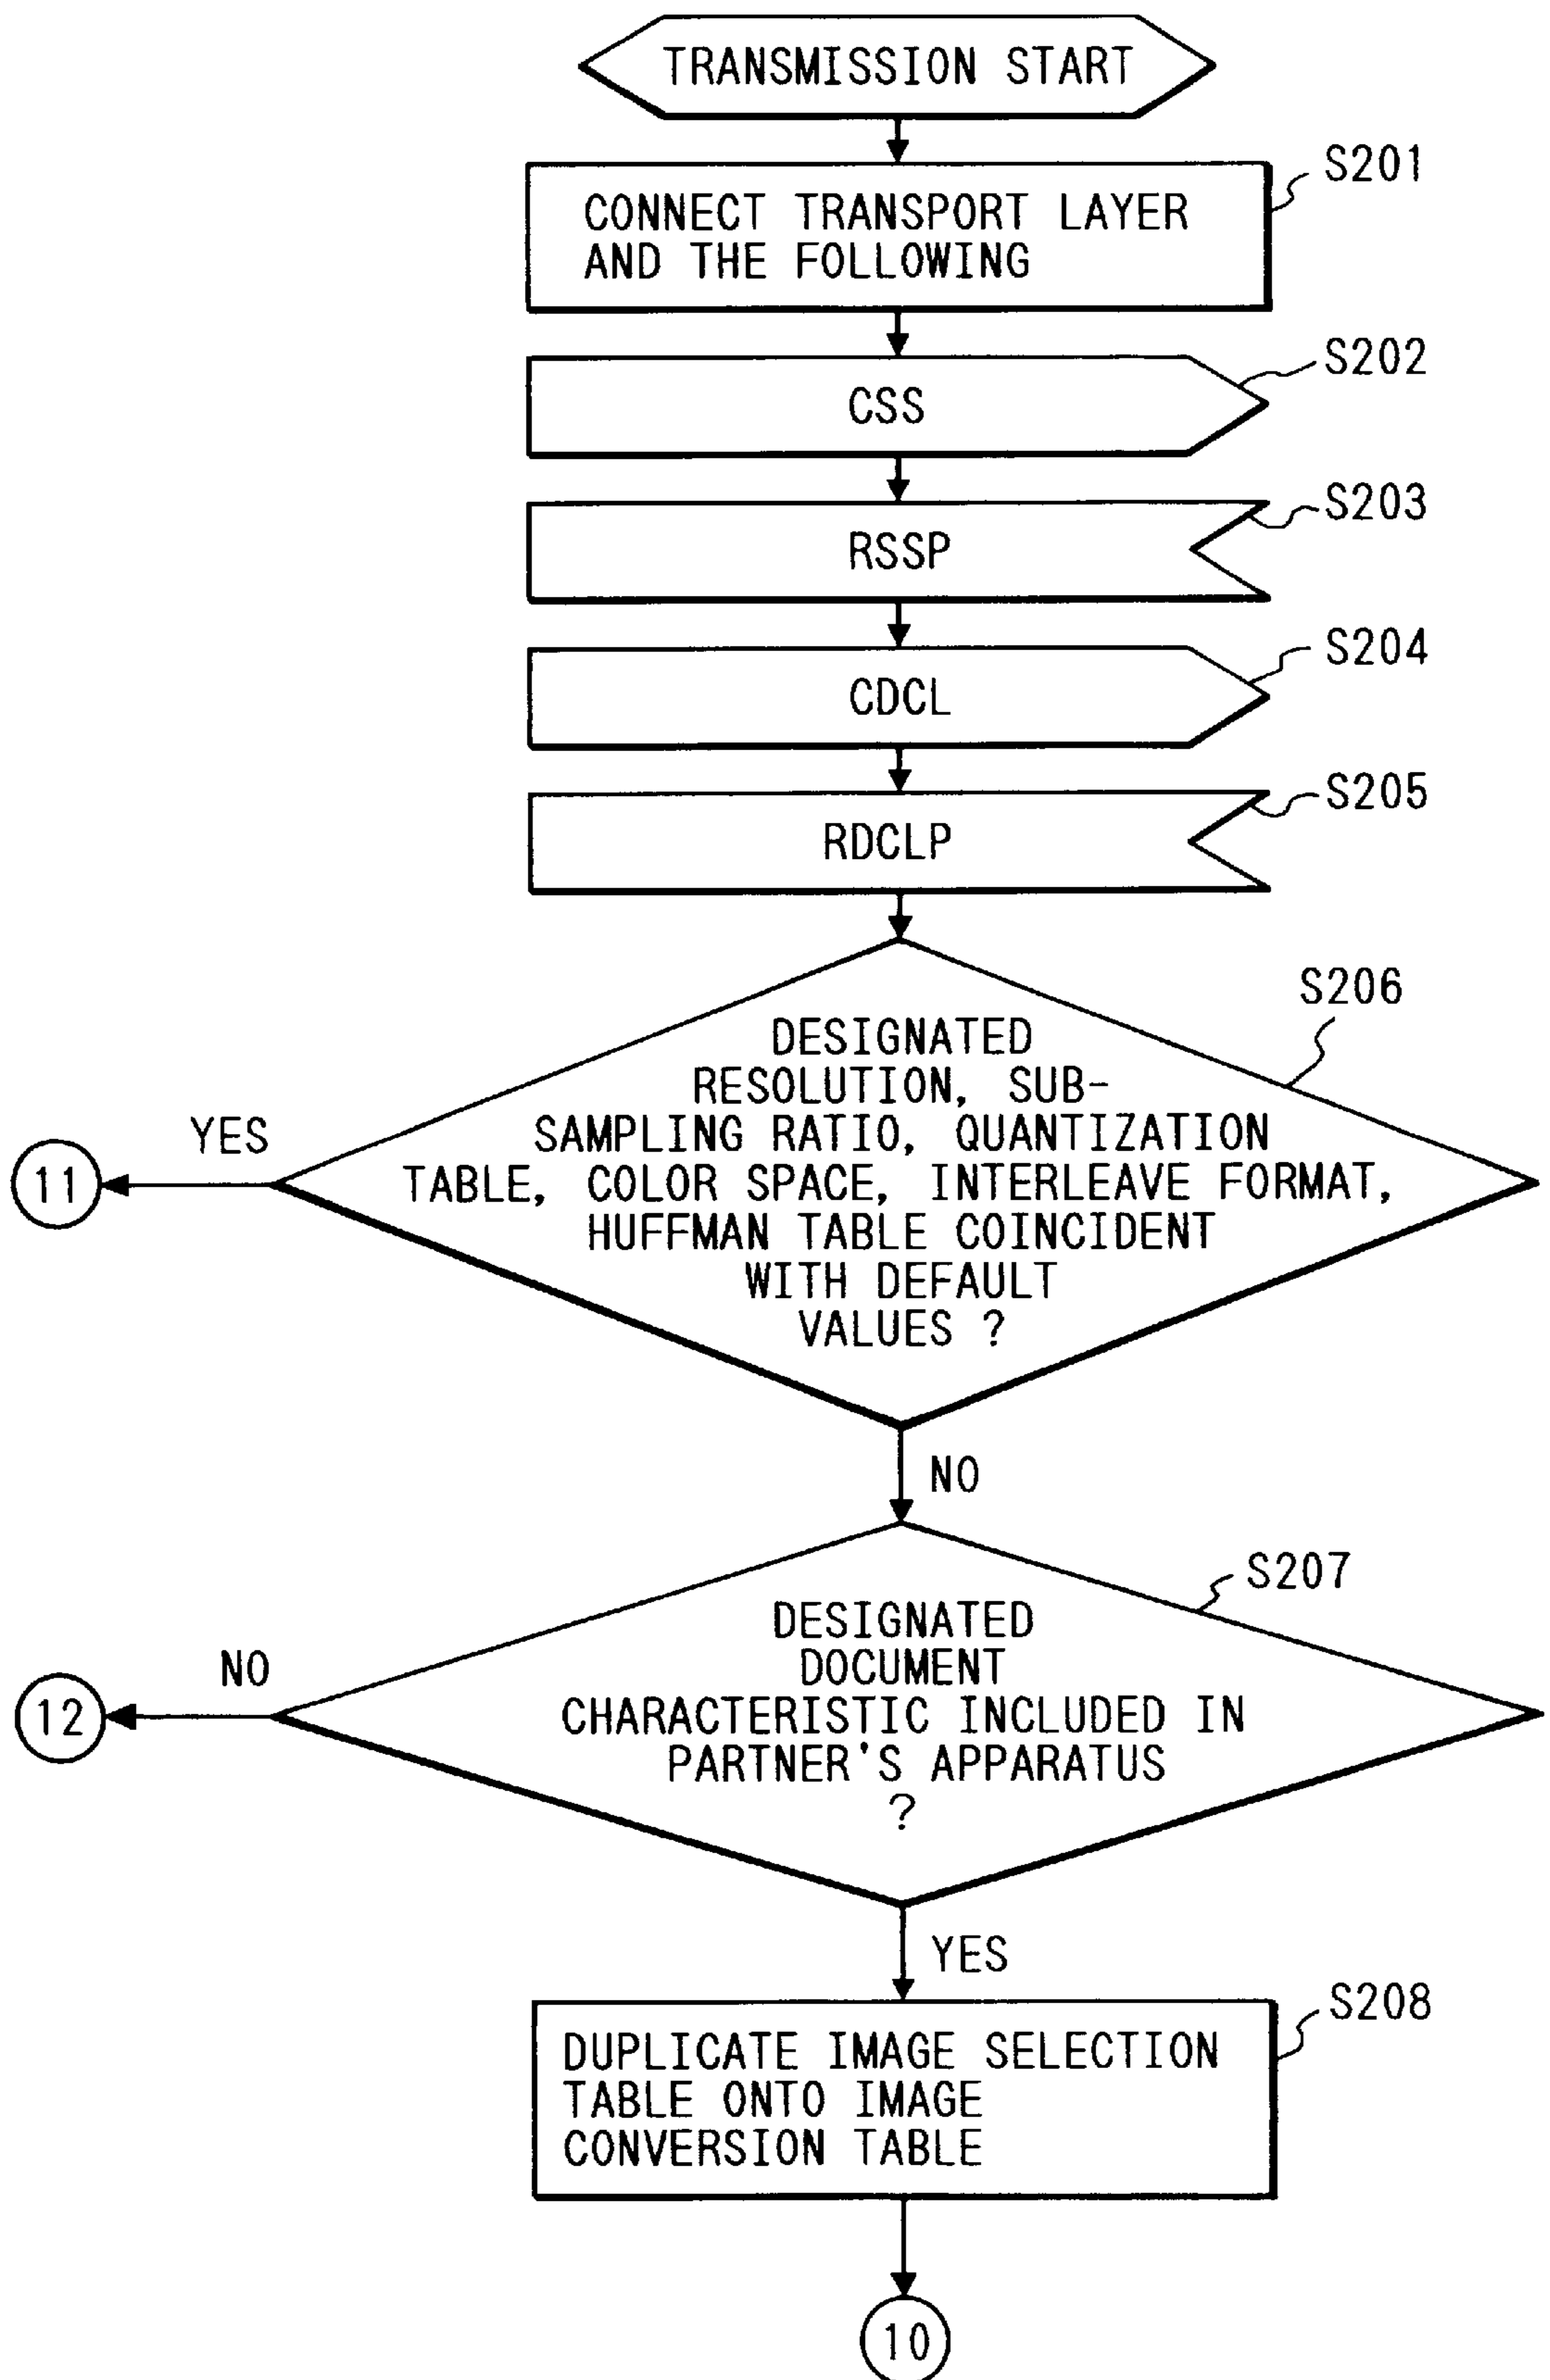 TRANSMISSION START
S201
CONNECT TRANSPORT LAYER
AND THE FOLLOWING
S202
CSS
S203
RSSP
S204
CDCL
S205
RDCLP
S206
DESIGNATED
RESOLUTION, SUB-
SAMPLING RATIO, QUANTIZATION
TABLE, COLOR SPACE, INTERLEAVE FORMAT,
HUFFMAN TABLE COINCIDENT
WITH DEFAULT
VALUES ?
YES
11
NO
S207
DESIGNATED
DOCUMENT
CHARACTERISTIC INCLUDED IN
PARTNER'S APPARATUS
?
NO
12
YES
S208
DUPLICATE IMAGE SELECTION
TABLE ONTO IMAGE
CONVERSION TABLE
10